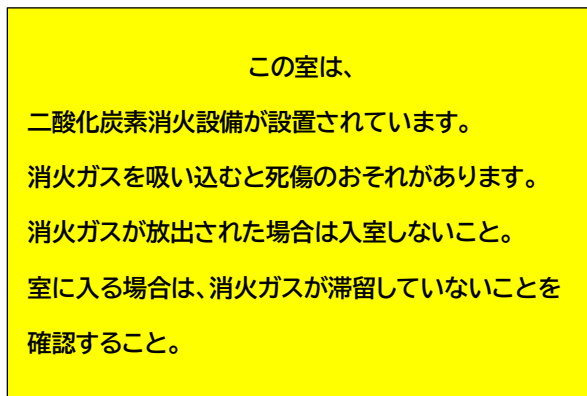 この室は、
二酸化炭素消火設備が設置されています。
消火ガスを吸い込むと死傷のおそれがあります。
消火ガスが放出された場合は入室しないこと。
室に入る場合は、消火ガスが滞留していないことを
確認すること。